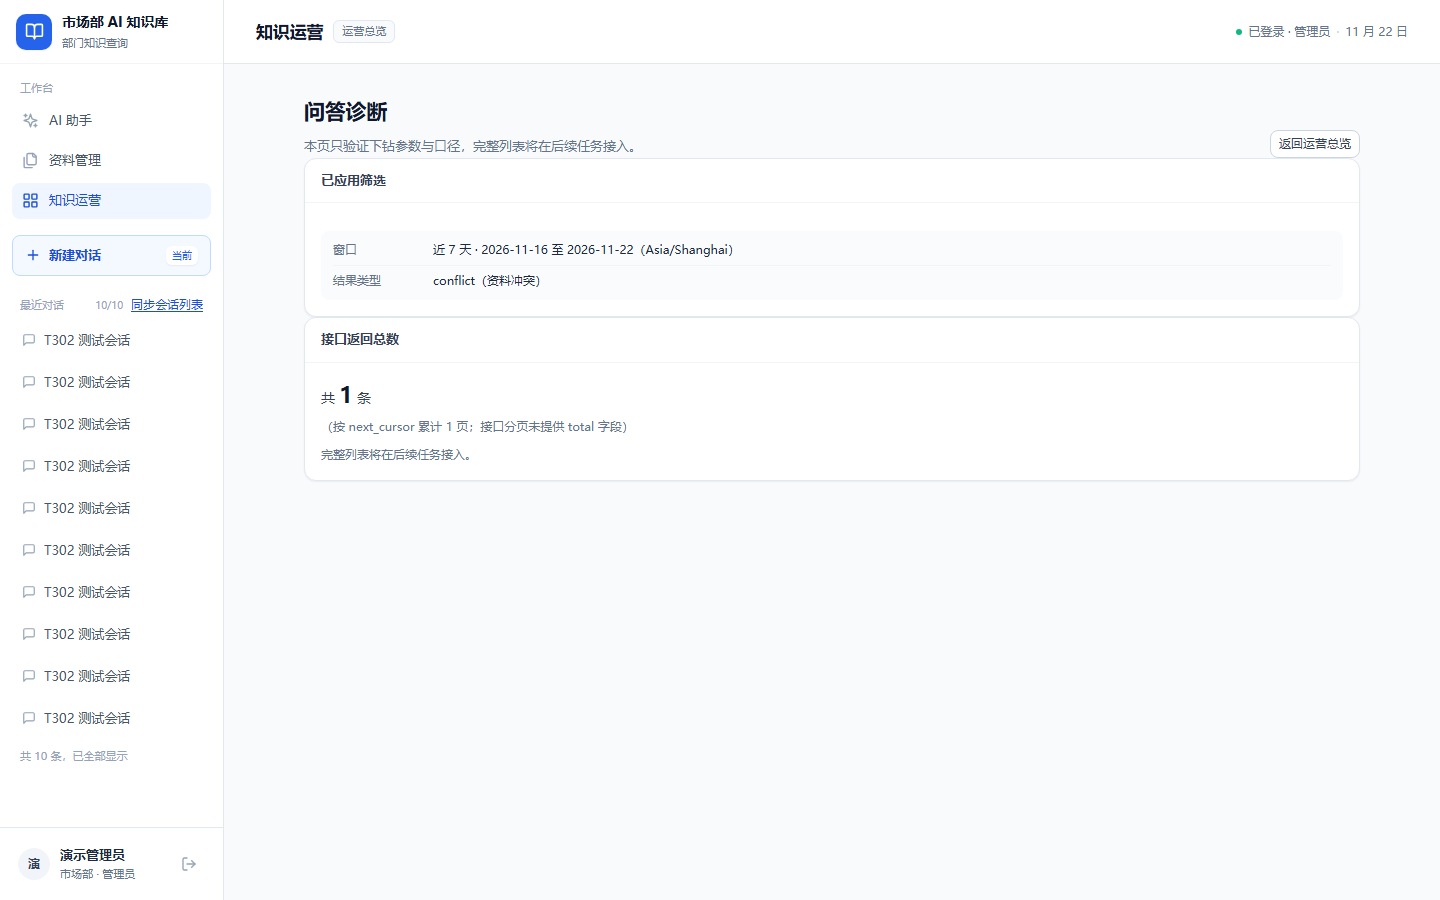 市场部 AI 知识库
部门知识查询
工作台
AI 助手
资料管理
知识运营
新建对话 当前
最近对话 10/10 同步会话列表
T302 测试会话
T302 测试会话
T302 测试会话
T302 测试会话
T302 测试会话
T302 测试会话
T302 测试会话
T302 测试会话
T302 测试会话
T302 测试会话
共 10 条，已全部显示
演 演示管理员
市场部 · 管理员
知识运营 运营总览
已登录 · 管理员 · 11 月 22 日
问答诊断
本页只验证下钻参数与口径，完整列表将在后续任务接入。
返回运营总览
已应用筛选
窗口 近 7 天 · 2026-11-16 至 2026-11-22（Asia/Shanghai）
结果类型 conflict（资料冲突）
接口返回总数
共 1 条
（按 next_cursor 累计 1 页；接口分页未提供 total 字段）
完整列表将在后续任务接入。